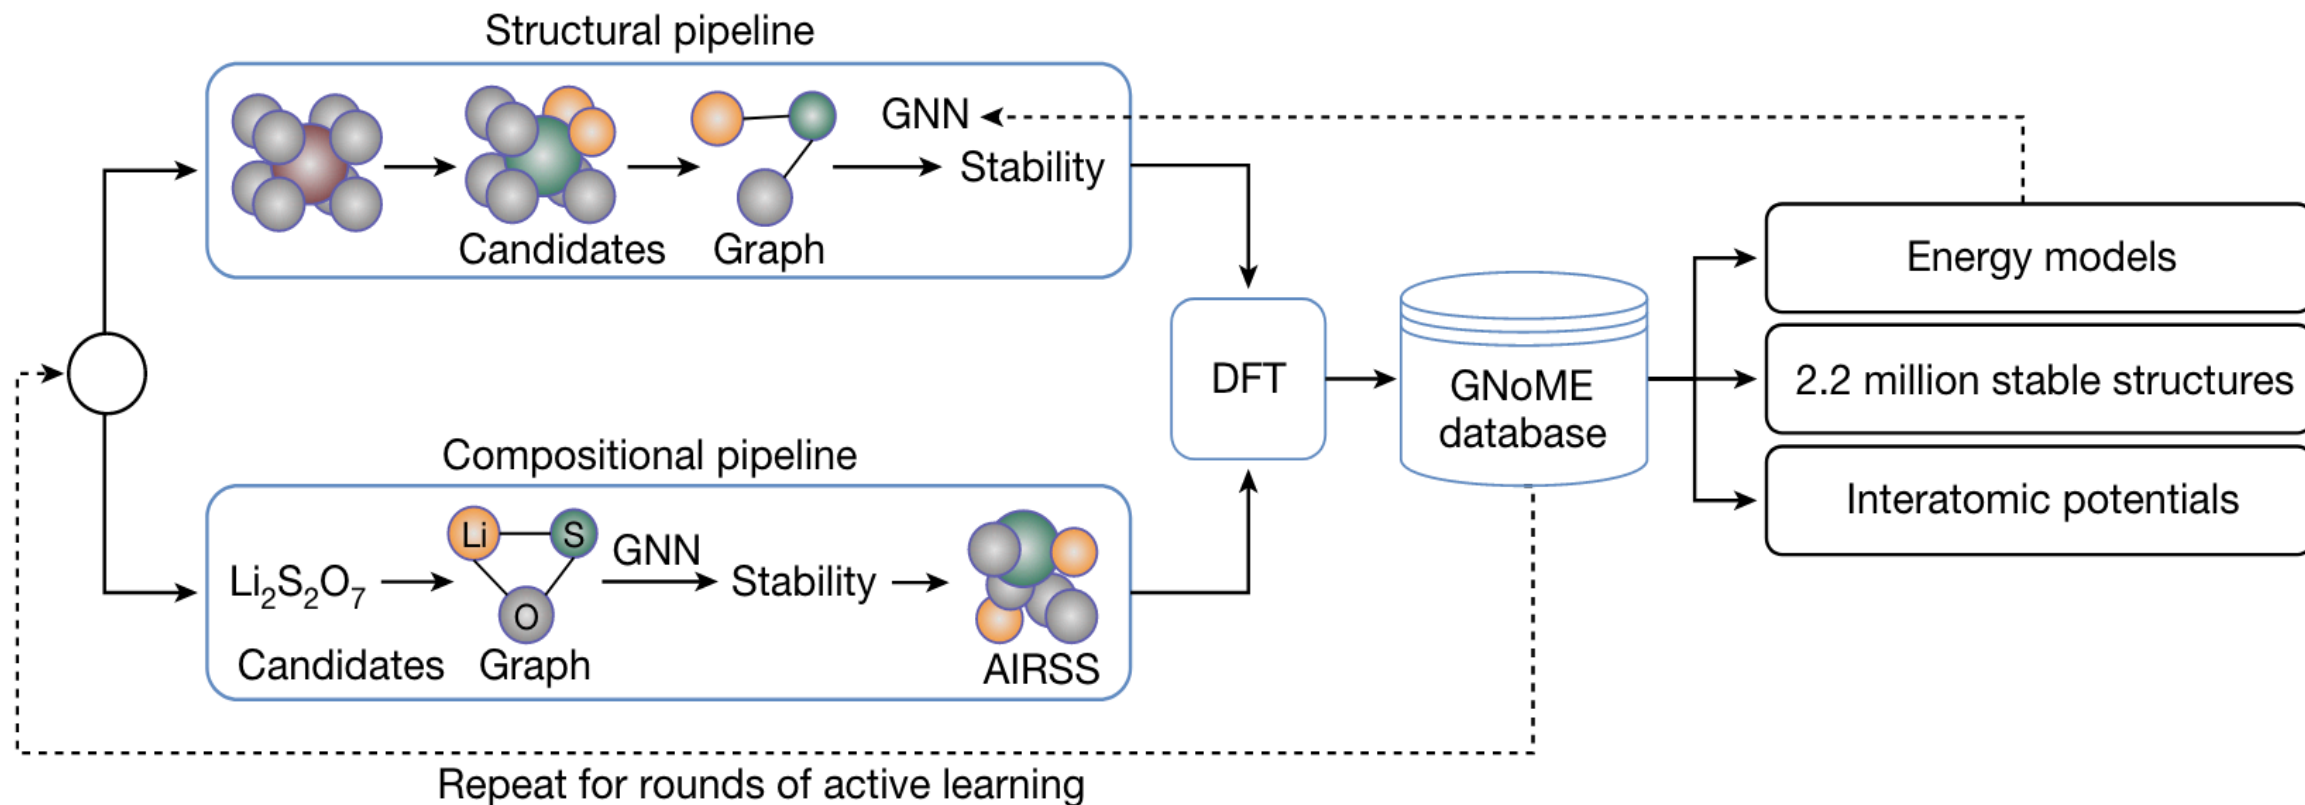 Structural pipeline
GNN
Stability
Candidates
Graph
DFT
GNoME
database
Energy models
2.2 million stable structures
Interatomic potentials
Compositional pipeline
Li
S
O
GNN
Li₂S₂O₇
Stability
Candidates
Graph
AIRSS
Repeat for rounds of active learning